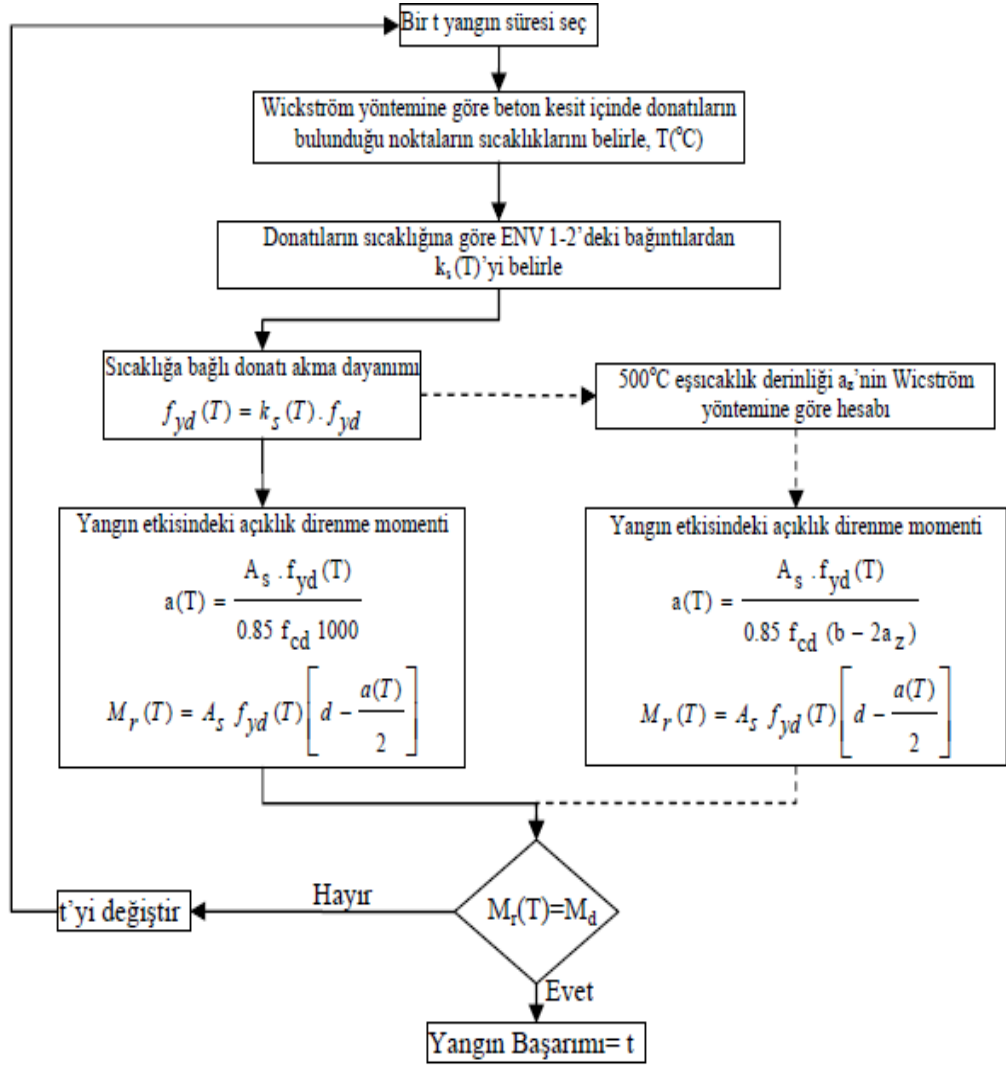 Bir t yangın süresi seç
Wickström yöntemine göre beton kesit içinde donatıların
bulunduğu noktaların sıcaklıklarını belirle, T(°C)
Donatıların sıcaklığına göre ENV 1-2'deki bağıntılardan
kₛ(T)'yi belirle
Sıcaklığa bağlı donatı akma dayanımı
f_yd (T) = k_s (T) . f_yd
500°C eşsıcaklık derinliği a_z'nin Wicström
yöntemine göre hesabı
Yangın etkisindeki açıklık direnme momenti
a(T) = A_s . f_yd (T) / 0.85 f_cd 1000
M_r (T) = A_s f_yd (T) [d − a(T)/2]
Yangın etkisindeki açıklık direnme momenti
a(T) = A_s . f_yd (T) / 0.85 f_cd (b − 2a_z)
M_r (T) = A_s f_yd (T) [d − a(T)/2]
M_r(T)=M_d
Hayır
t'yi değiştir
Evet
Yangın Başarımı= t